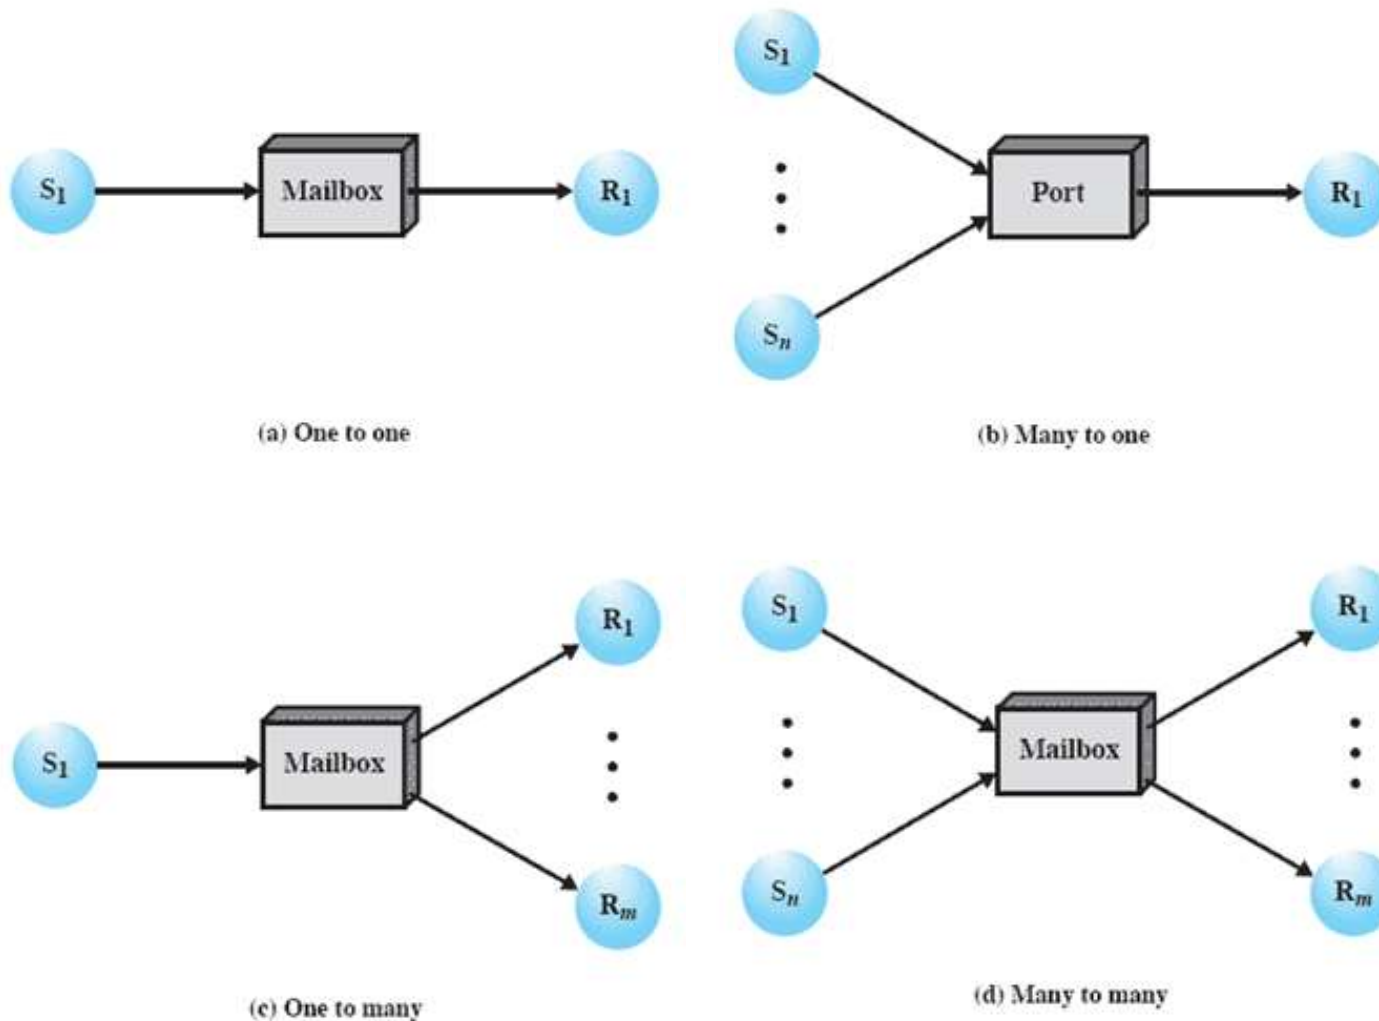 S1
Mailbox
R1
(a) One to one
S1
Sn
Port
R1
(b) Many to one
S1
Mailbox
R1
Rm
(c) One to many
S1
Sn
Mailbox
R1
Rm
(d) Many to many